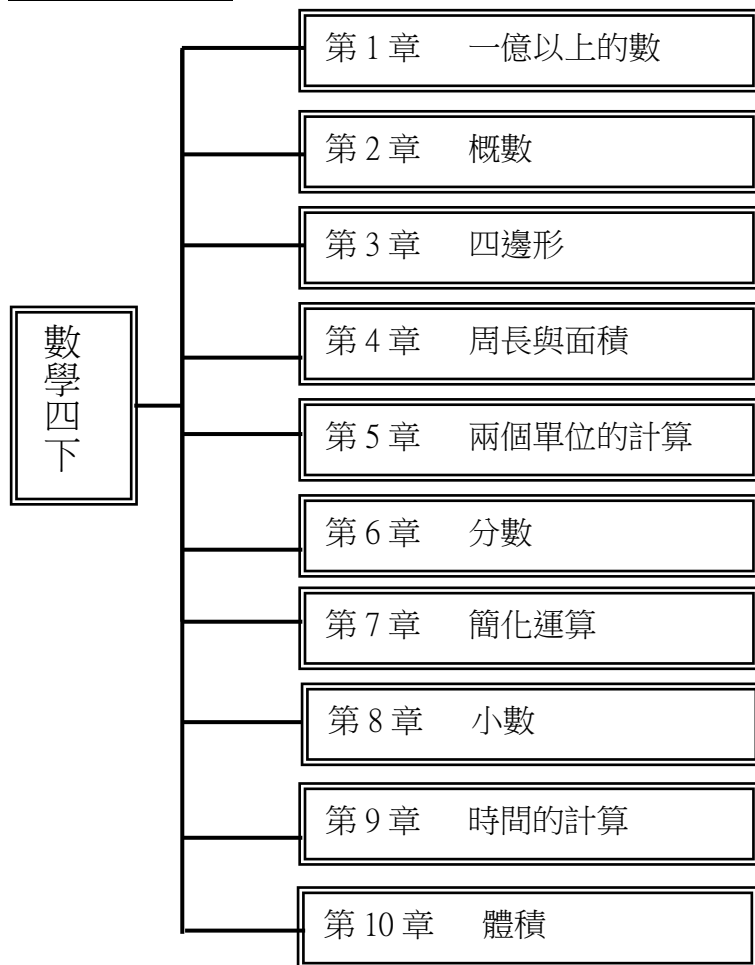 數學四下
第1章 一億以上的數
第2章 概數
第3章 四邊形
第4章 周長與面積
第5章 兩個單位的計算
第6章 分數
第7章 簡化運算
第8章 小數
第9章 時間的計算
第10章 體積